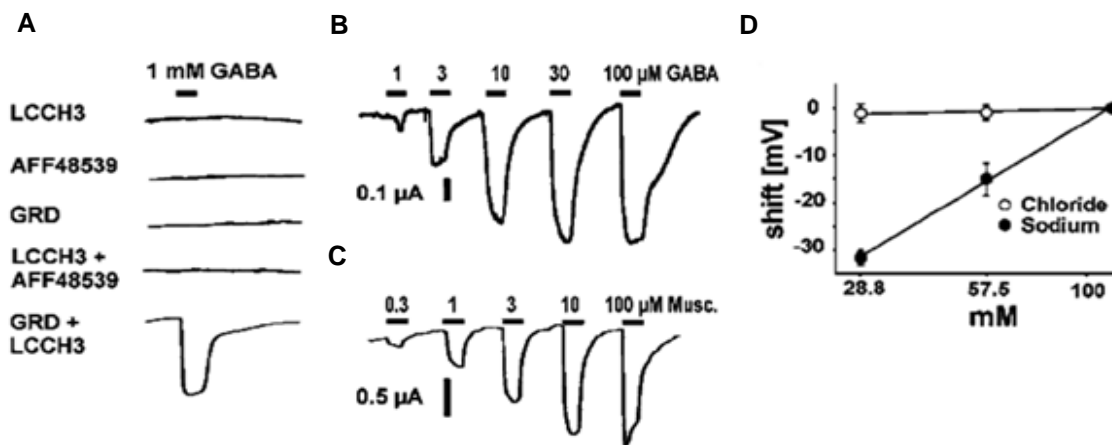 A
1 mM GABA
LCCH3
AFF48539
GRD
LCCH3 +
AFF48539
GRD +
LCCH3
B
1 3 10 30 100 µM GABA
0.1 µA
C
0.3 1 3 10 100 µM Musc.
0.5 µA
D
shift [mV]
0
-10
-20
-30
Chloride
Sodium
28.8 57.5 100
mM